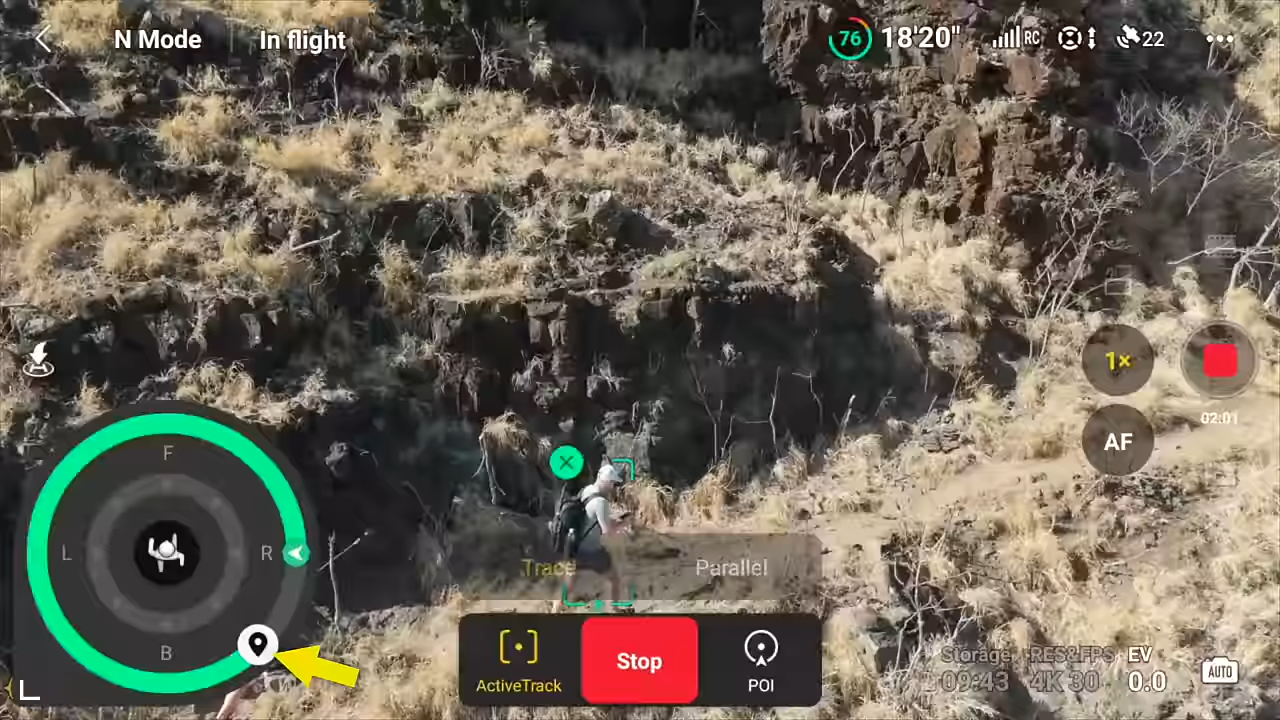 N Mode
In flight
76
18'20"
RC
22
F
L
R
B
1×
02:01
AF
Trace
Parallel
ActiveTrack
Stop
POI
Storage
09:43
RES&FPS
4K 30
EV
0.0
AUTO